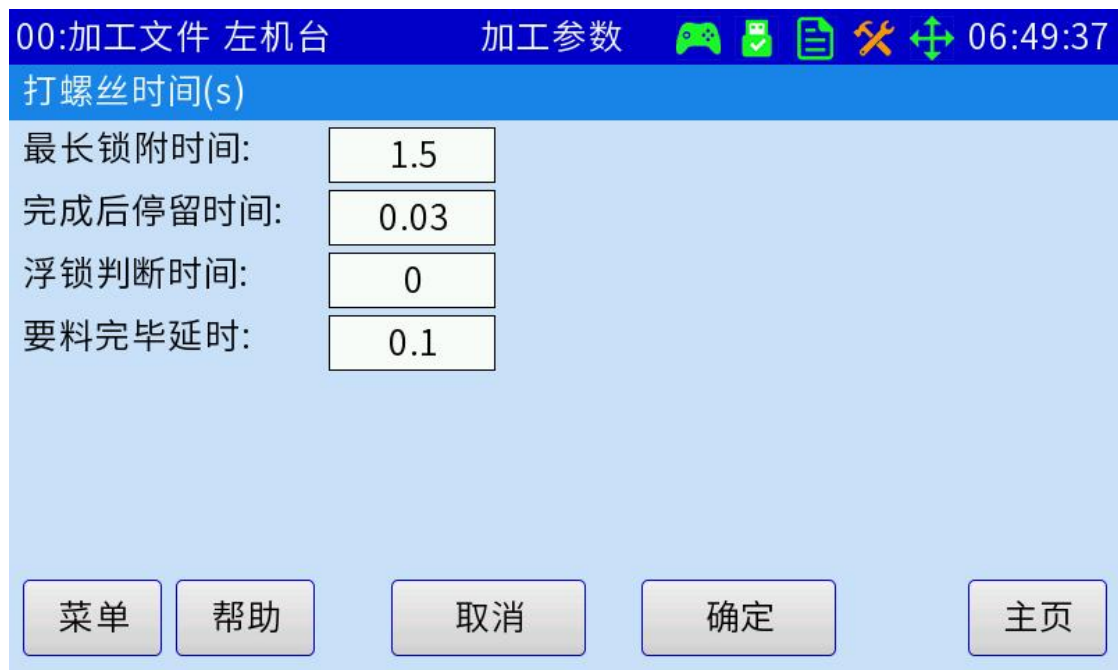 00:加工文件 左机台 加工参数 06:49:37
打螺丝时间(s)
最长锁附时间: 1.5
完成后停留时间: 0.03
浮锁判断时间: 0
要料完毕延时: 0.1
菜单 帮助 取消 确定 主页